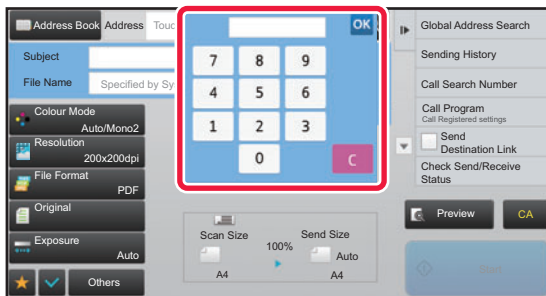 Address Book
Address
Touc
OK
Global Address Search
Subject
Sending History
File Name
Specified by Sy
7 8 9
Call Search Number
4 5 6
Call Program
Call Registered settings
Colour Mode
Auto/Mono2
1 2 3
Send
Destination Link
Resolution
200x200dpi
0
C
Check Send/Receive
Status
File Format
PDF
Original
Preview
CA
Scan Size
100%
Send Size
Auto
A4
A4
Exposure
Auto
Start
Others